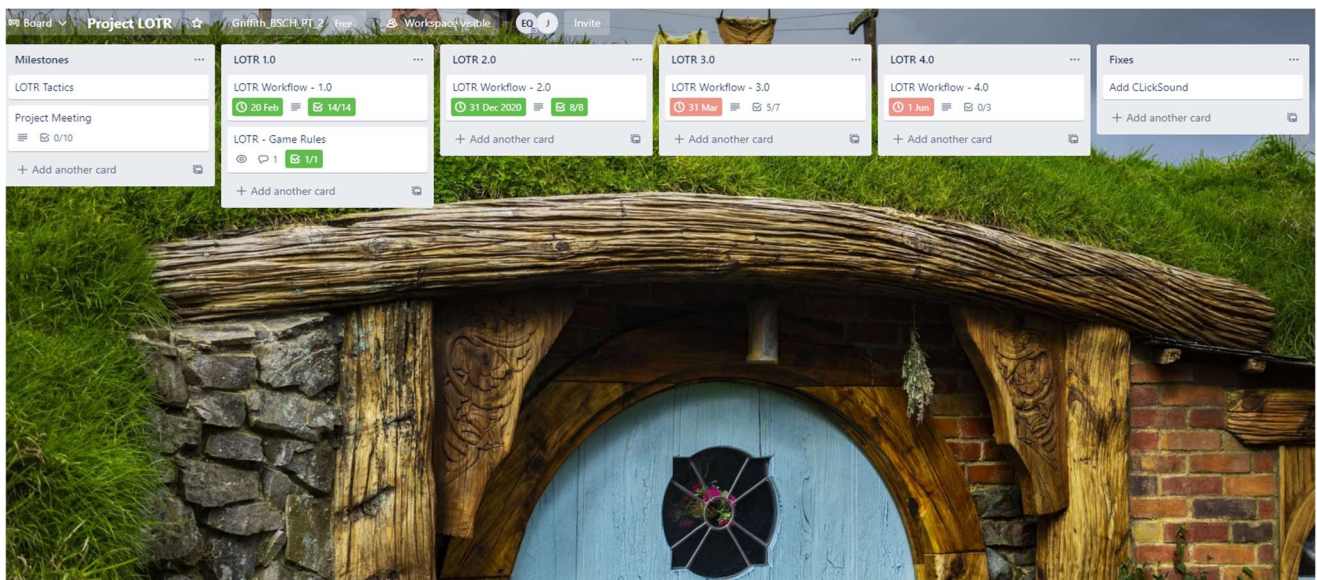 Board
Project LOTR
Griffith_BSCH_PT_2 Free
Workspace visible
EQ
J
Invite
Milestones
LOTR Tactics
Project Meeting
0/10
+ Add another card
LOTR 1.0
LOTR Workflow - 1.0
20 Feb
14/14
LOTR - Game Rules
1
1/1
+ Add another card
LOTR 2.0
LOTR Workflow - 2.0
31 Dec 2020
8/8
+ Add another card
LOTR 3.0
LOTR Workflow - 3.0
31 Mar
5/7
+ Add another card
LOTR 4.0
LOTR Workflow - 4.0
1 Jun
0/3
+ Add another card
Fixes
Add CLickSound
+ Add another card